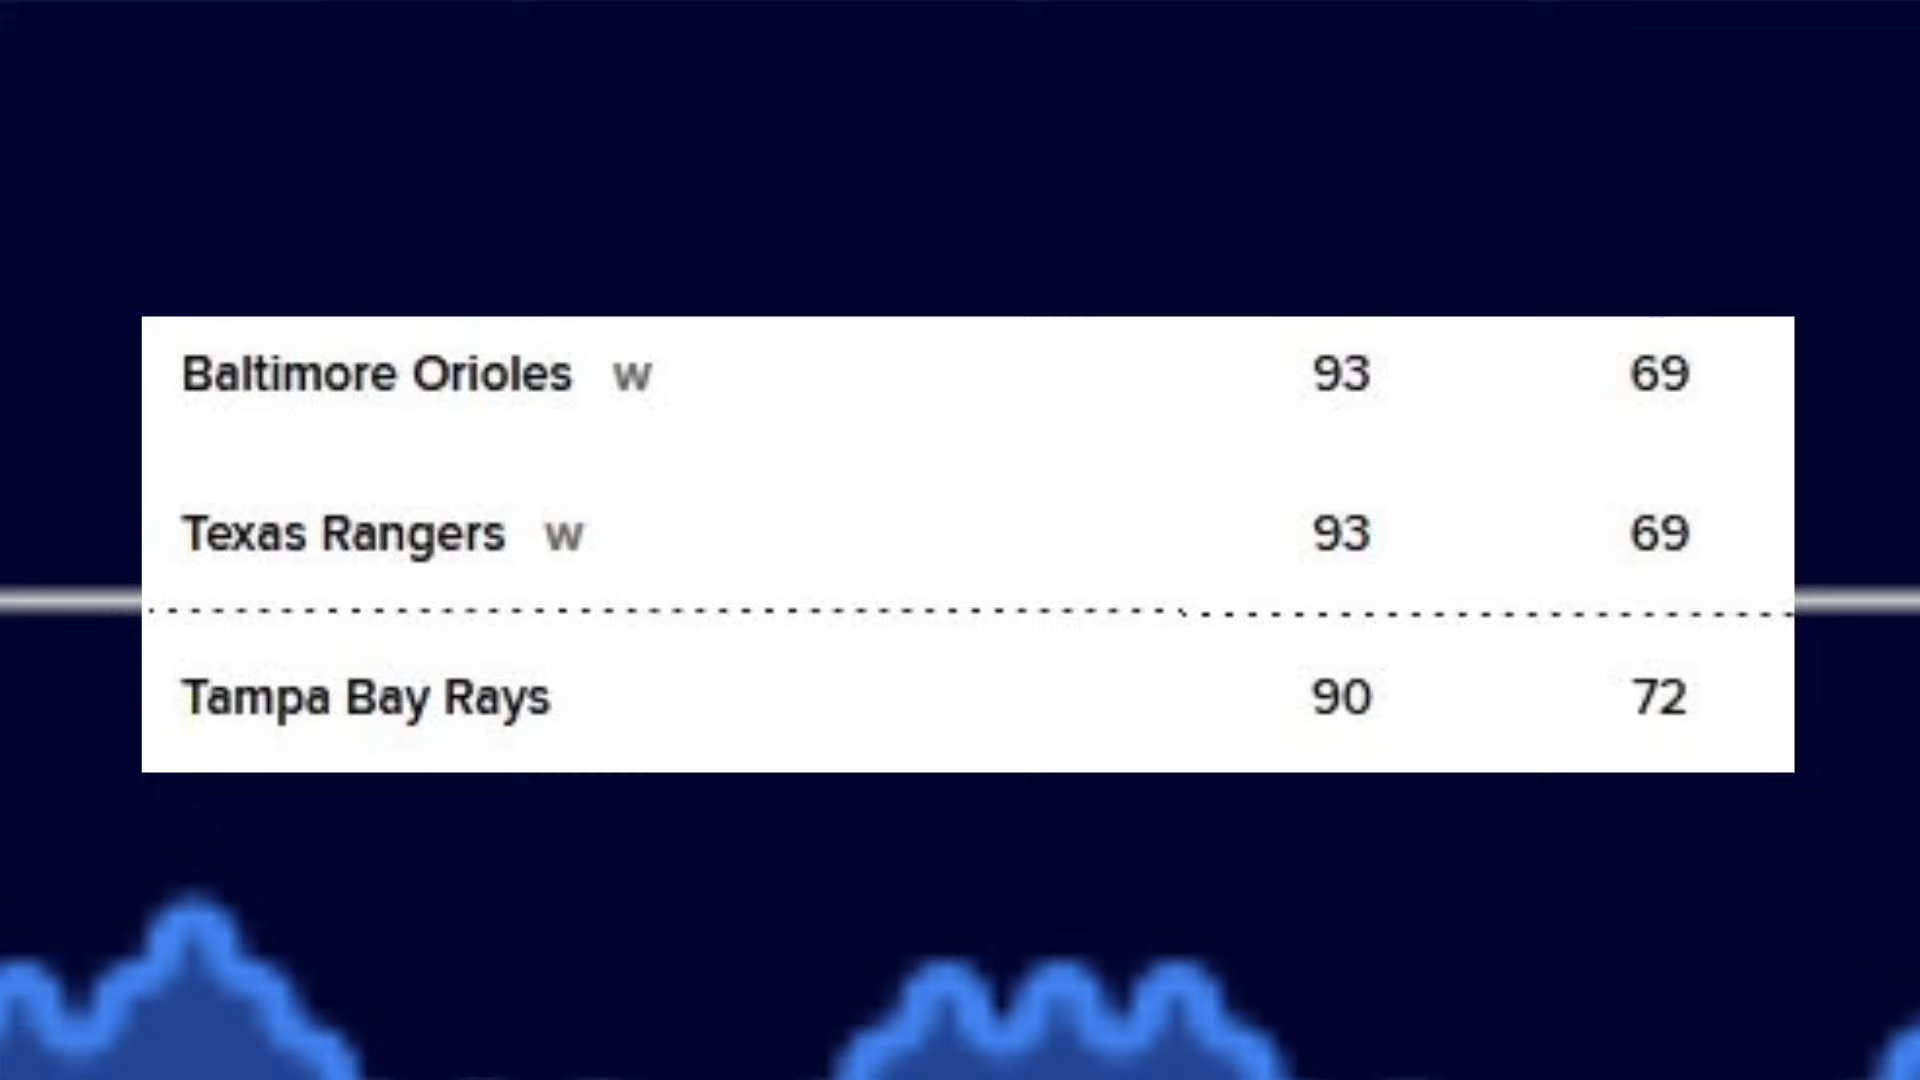 Baltimore Orioles w 93 69
Texas Rangers w 93 69
Tampa Bay Rays 90 72